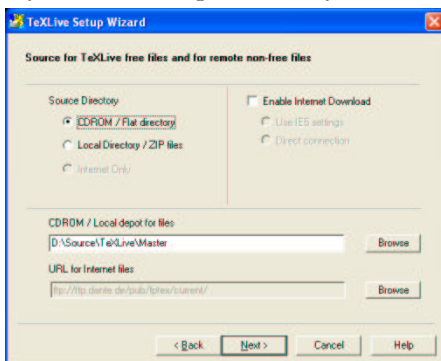 TeXLive Setup Wizard
Source for TeXLive free files and for remote non-free files
Source Directory
Enable Internet Download
CDROM / Flat directory
Use IE5 settings
Local Directory / ZIP files
Direct connection
Internet Only
CDROM / Local depot for files
D:\Source\TeXLive\Master
Browse
URL for Internet files
ftp://ftp.dante.de/pub/fptex/current/
Browse
< Back
Next >
Cancel
Help